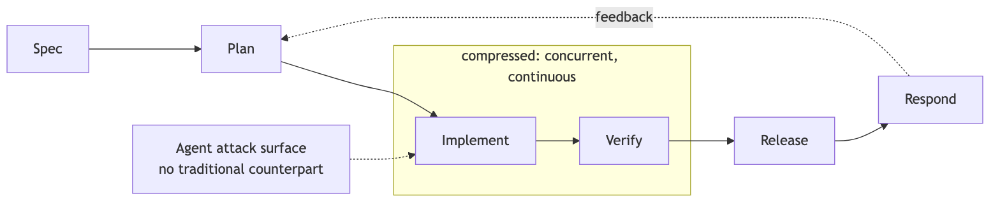 feedback
Spec
Plan
compressed: concurrent,
continuous
Respond
Implement
Verify
Release
Agent attack surface
no traditional counterpart